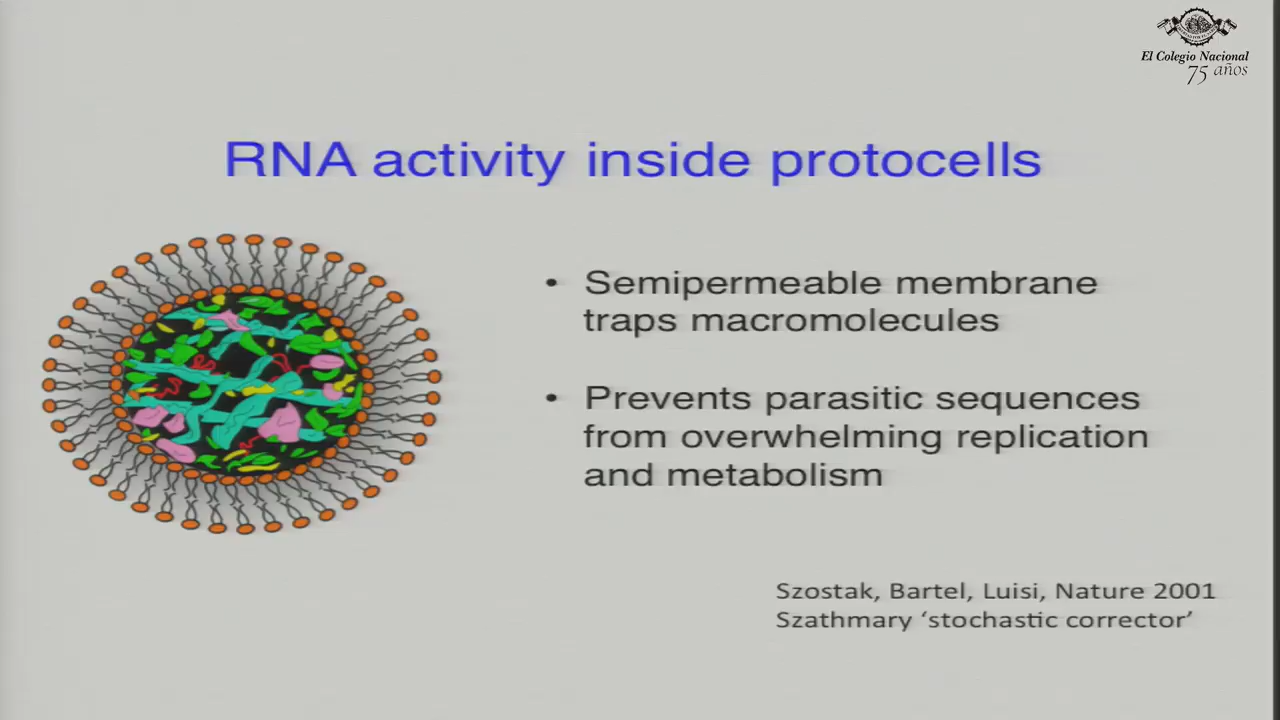 El Colegio Nacional
75 años
RNA activity inside protocells
• Semipermeable membrane
traps macromolecules
• Prevents parasitic sequences
from overwhelming replication
and metabolism
Szostak, Bartel, Luisi, Nature 2001
Szathmary ‘stochastic corrector’